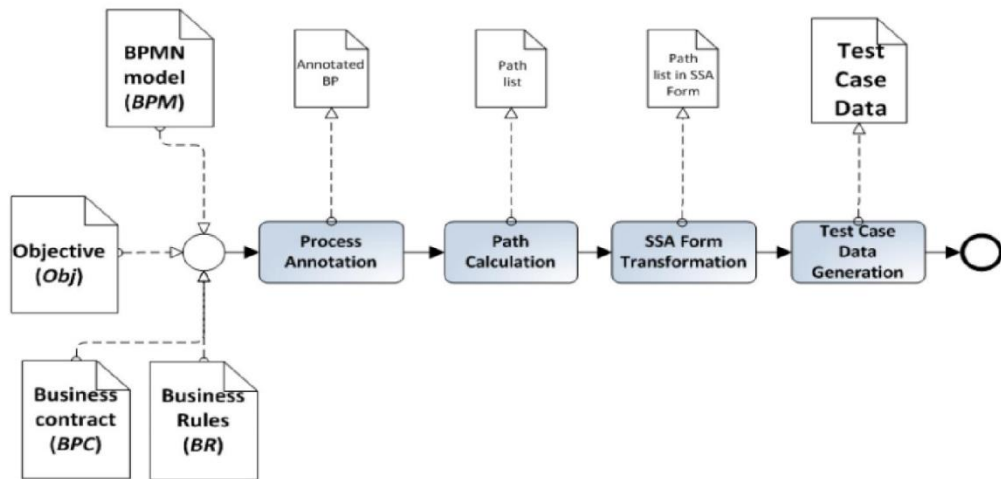 BPMN
model
(BPM)
Annotated
BP
Path
list
Path
list in SSA
Form
Test
Case
Data
Objective
(Obj)
Process
Annotation
Path
Calculation
SSA Form
Transformation
Test Case
Data
Generation
Business
contract
(BPC)
Business
Rules
(BR)